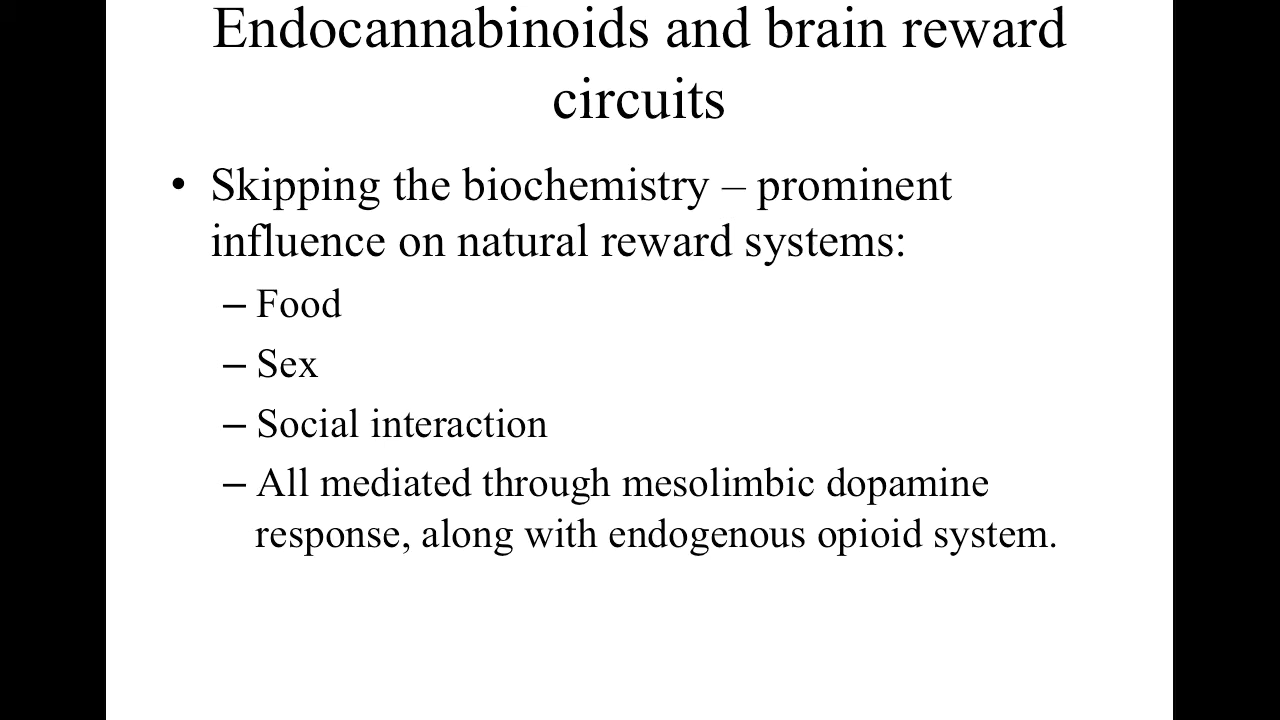 Endocannabinoids and brain reward
circuits
• Skipping the biochemistry – prominent
influence on natural reward systems:
– Food
– Sex
– Social interaction
– All mediated through mesolimbic dopamine
response, along with endogenous opioid system.